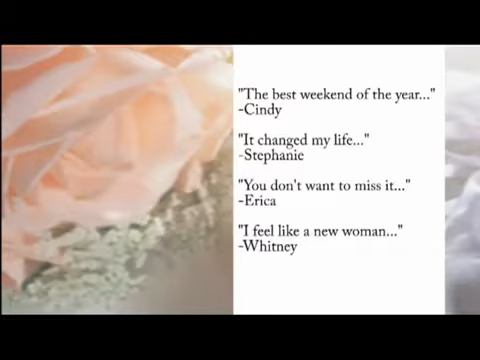 "The best weekend of the year..."
-Cindy
"It changed my life..."
-Stephanie
"You don't want to miss it..."
-Erica
"I feel like a new woman..."
-Whitney